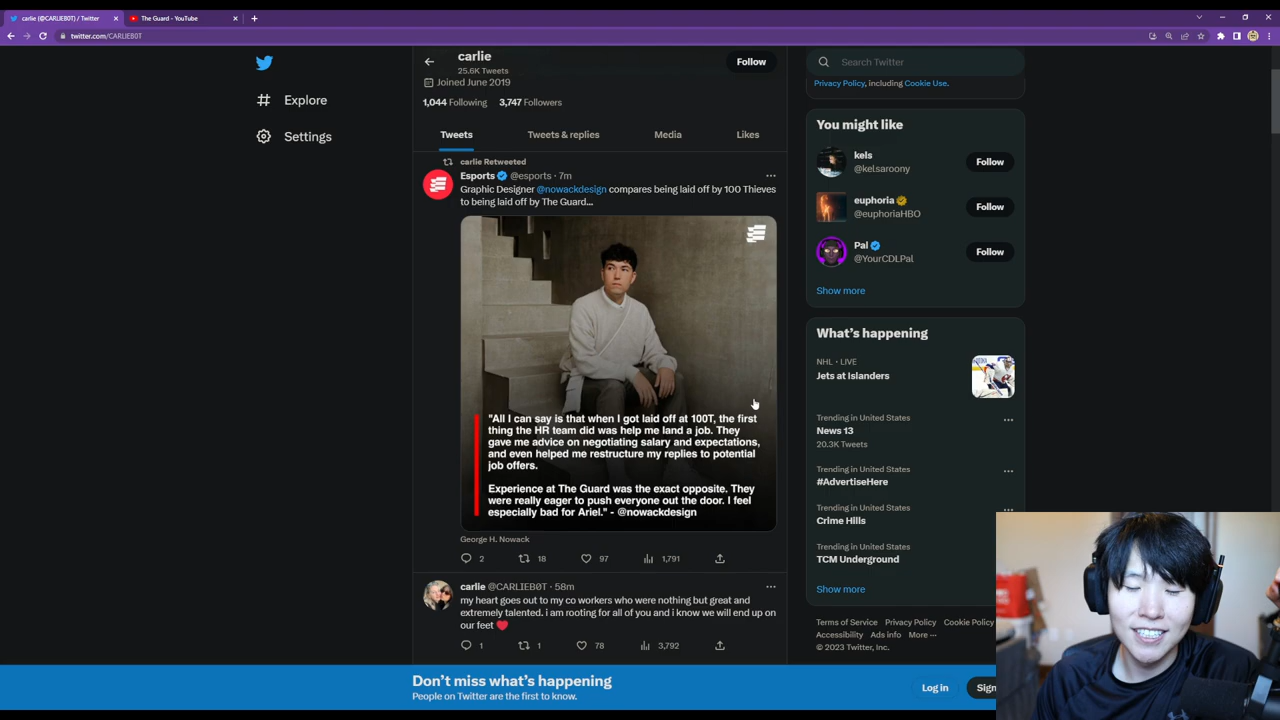 carlie (@CARLIEB0T) / Twitter
The Guard - YouTube
twitter.com/CARLIEB0T
carlie
25.6K Tweets
Follow
Joined June 2019
1,044 Following 3,747 Followers
Tweets
Tweets & replies
Media
Likes
Explore
Settings
carlie Retweeted
Esports @esports · 7m
Graphic Designer @nowackdesign compares being laid off by 100 Thieves
to being laid off by The Guard...
"All I can say is that when I got laid off at 100T, the first
thing the HR team did was help me land a job. They
gave me advice on negotiating salary and expectations,
and even helped me restructure my replies to potential
job offers.
Experience at The Guard was the exact opposite. They
were really eager to push everyone out the door. I feel
especially bad for Ariel." - @nowackdesign
George H. Nowack
2
18
97
1,791
carlie @CARLIEB0T · 58m
my heart goes out to my co workers who were nothing but great and
extremely talented. i am rooting for all of you and i know we will end up on
our feet
1
1
78
3,792
Search Twitter
Privacy Policy, including Cookie Use.
You might like
kels
@kelsaroony
Follow
euphoria
@euphoriaHBO
Follow
Pal
@YourCDLPal
Follow
Show more
What's happening
NHL · LIVE
Jets at Islanders
Trending in United States
News 13
20.3K Tweets
Trending in United States
#AdvertiseHere
Trending in United States
Crime Hills
Trending in United States
TCM Underground
Show more
Terms of Service Privacy Policy Cookie Policy
Accessibility Ads info More ···
© 2023 Twitter, Inc.
Don't miss what's happening
People on Twitter are the first to know.
Log in
Sign